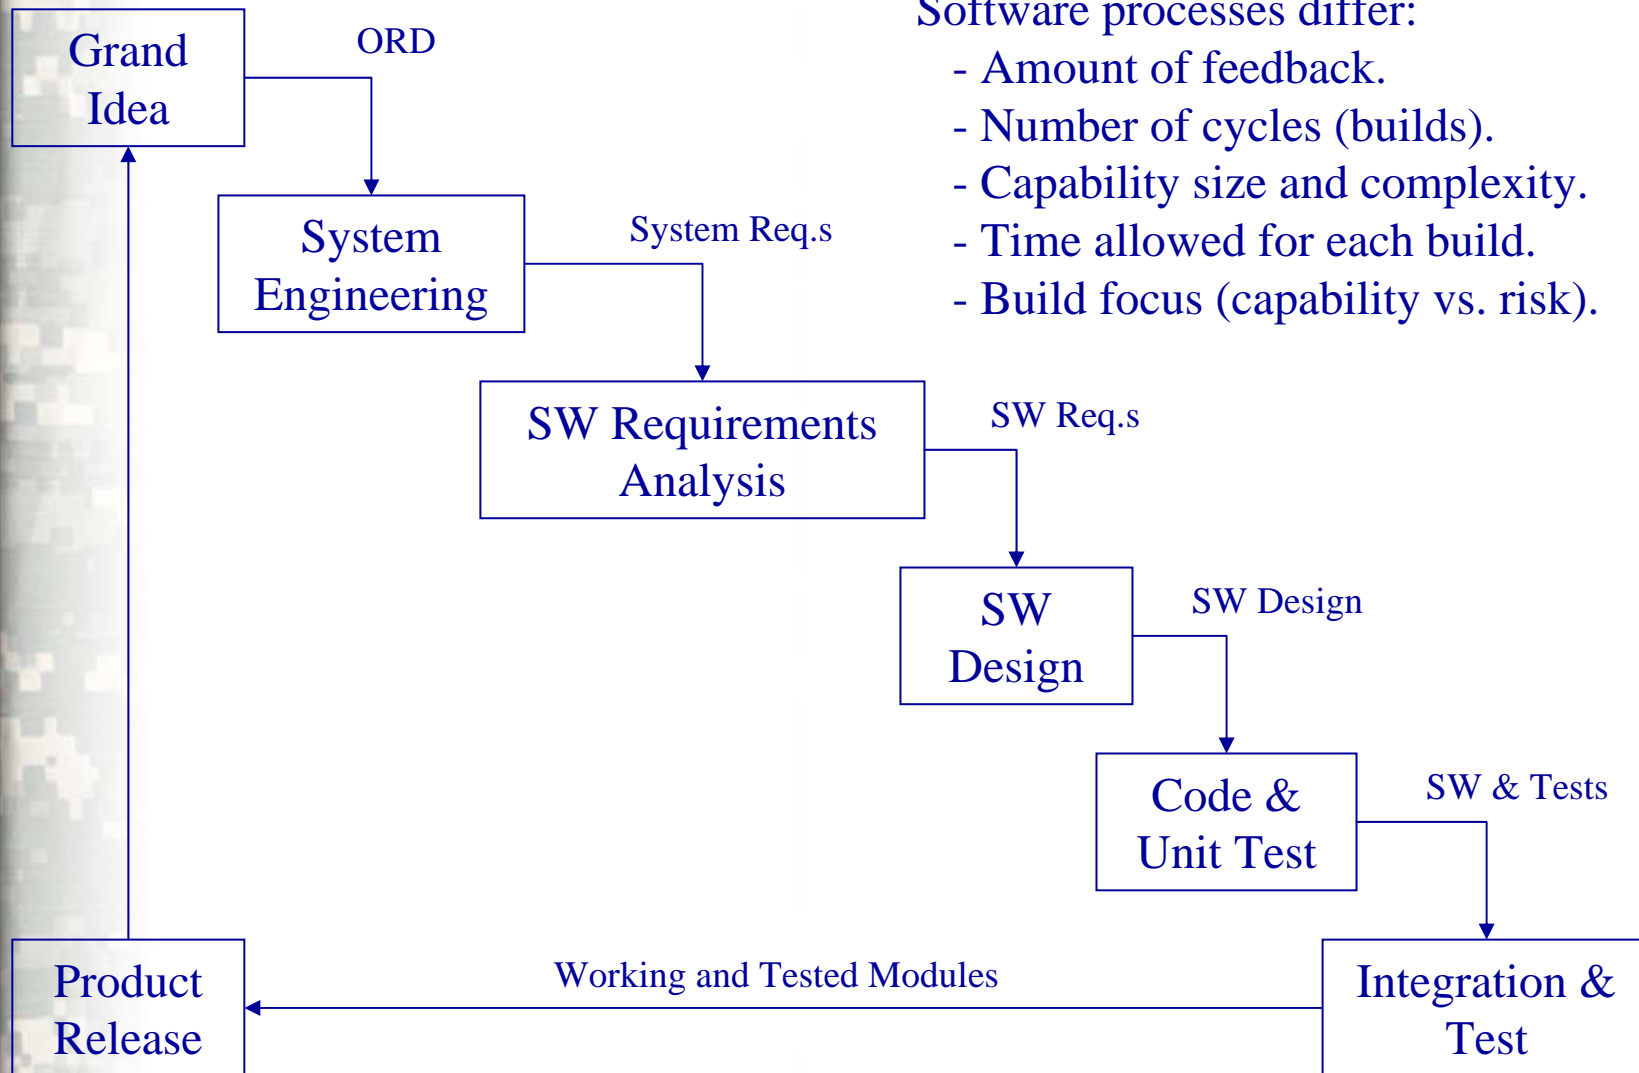 Software processes differ:
- Amount of feedback.
- Number of cycles (builds).
- Capability size and complexity.
- Time allowed for each build.
- Build focus (capability vs. risk).
Grand
Idea
ORD
System
Engineering
System Req.s
SW Requirements
Analysis
SW Req.s
SW
Design
SW Design
Code &
Unit Test
SW & Tests
Integration &
Test
Working and Tested Modules
Product
Release